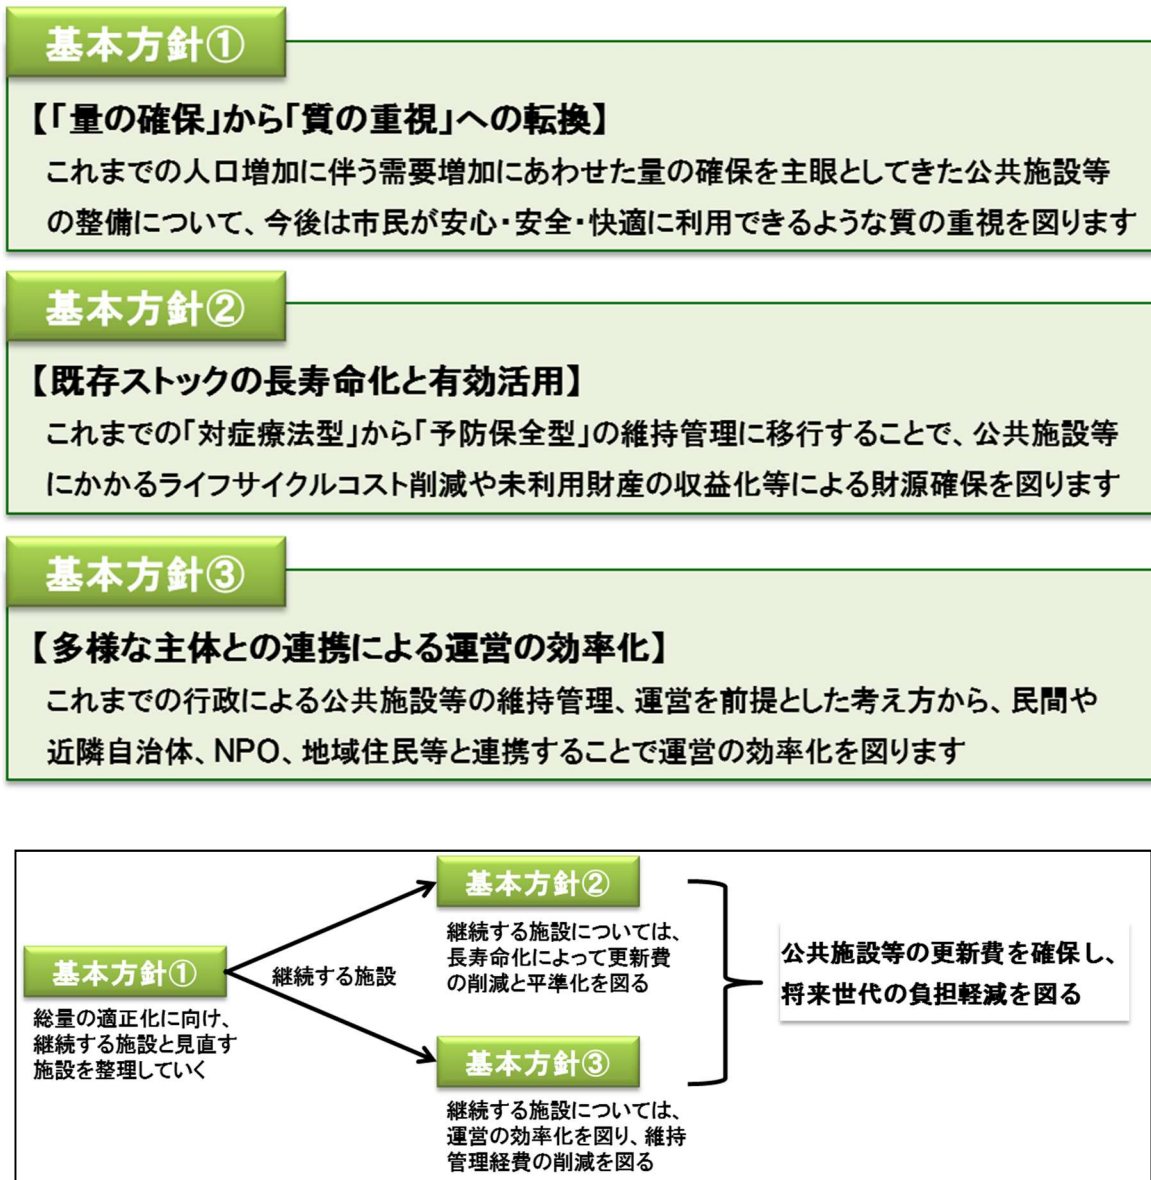 基本方針①
【「量の確保」から「質の重視」への転換】
これまでの人口増加に伴う需要増加にあわせた量の確保を主眼としてきた公共施設等
の整備について、今後は市民が安心・安全・快適に利用できるような質の重視を図ります
基本方針②
【既存ストックの長寿命化と有効活用】
これまでの「対症療法型」から「予防保全型」の維持管理に移行することで、公共施設等
にかかるライフサイクルコスト削減や未利用財産の収益化等による財源確保を図ります
基本方針③
【多様な主体との連携による運営の効率化】
これまでの行政による公共施設等の維持管理、運営を前提とした考え方から、民間や
近隣自治体、NPO、地域住民等と連携することで運営の効率化を図ります
基本方針①
総量の適正化に向け、
継続する施設と見直す
施設を整理していく
継続する施設
基本方針②
継続する施設については、
長寿命化によって更新費
の削減と平準化を図る
基本方針③
継続する施設については、
運営の効率化を図り、維持
管理経費の削減を図る
公共施設等の更新費を確保し、
将来世代の負担軽減を図る